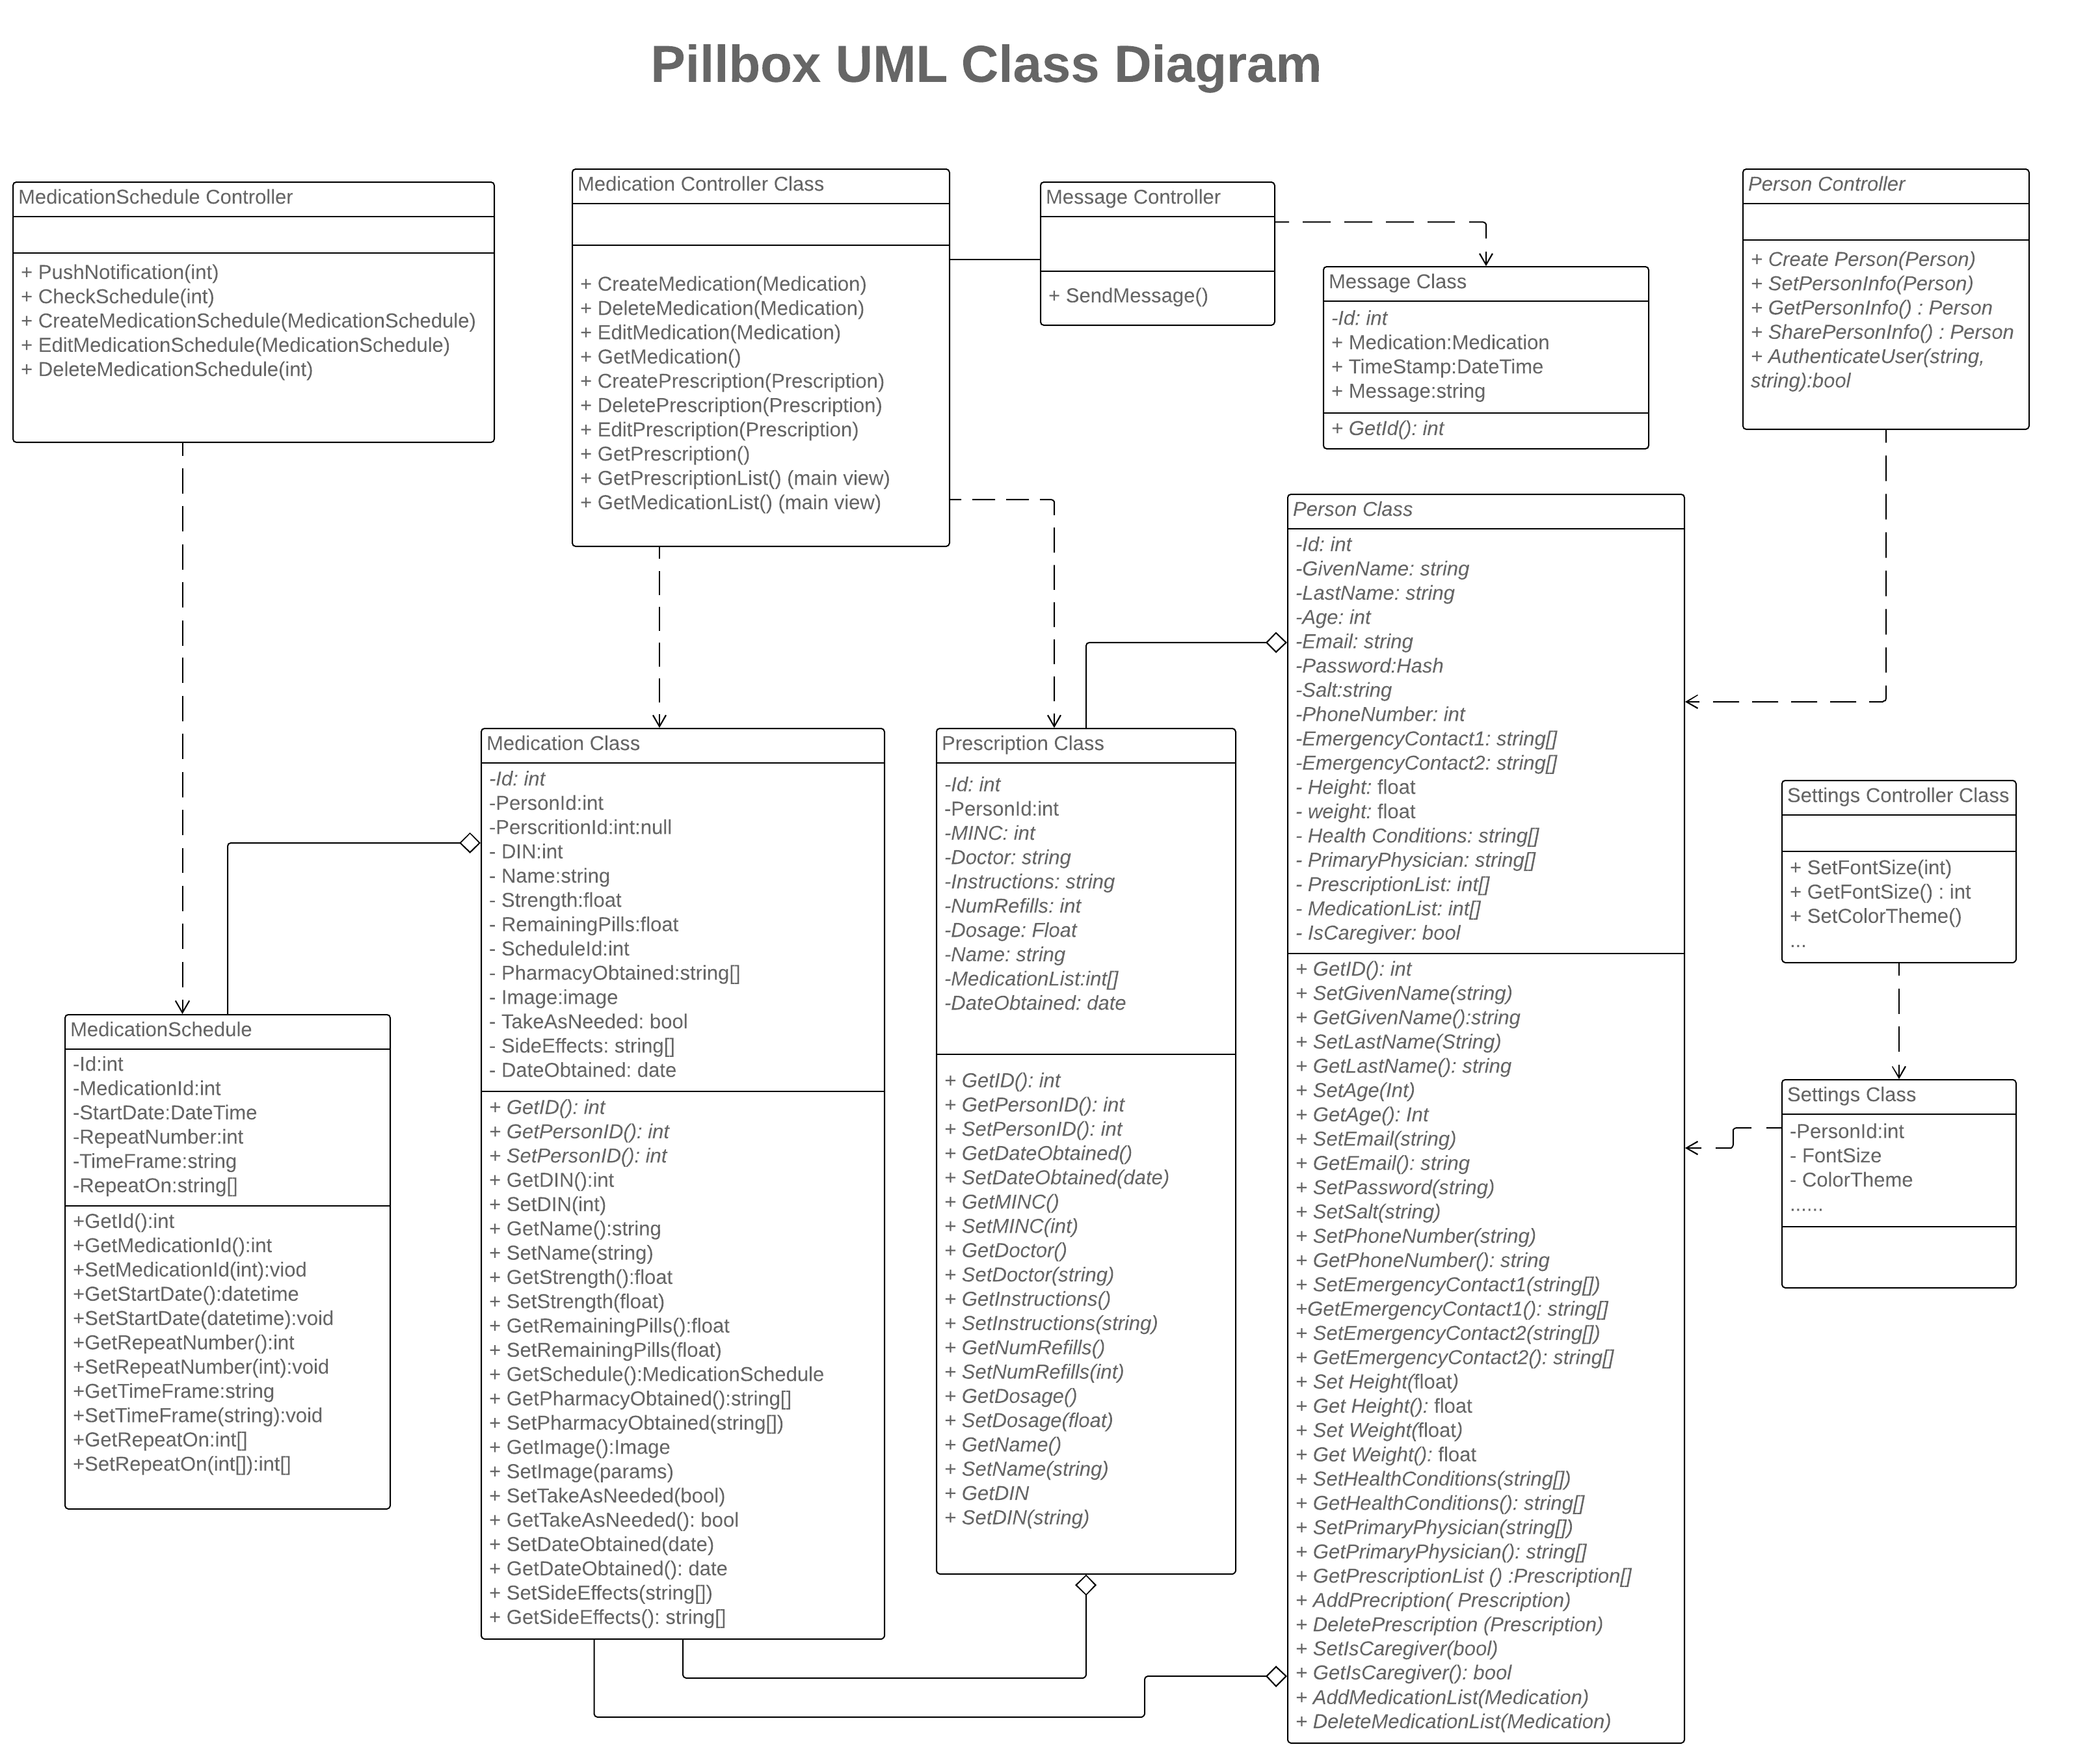 Pillbox UML Class Diagram
MedicationSchedule Controller
+ PushNotification(int)
+ CheckSchedule(int)
+ CreateMedicationSchedule(MedicationSchedule)
+ EditMedicationSchedule(MedicationSchedule)
+ DeleteMedicationSchedule(int)
Medication Controller Class
+ CreateMedication(Medication)
+ DeleteMedication(Medication)
+ EditMedication(Medication)
+ GetMedication()
+ CreatePrescription(Prescription)
+ DeletePrescription(Prescription)
+ EditPrescription(Prescription)
+ GetPrescription()
+ GetPrescriptionList() (main view)
+ GetMedicationList() (main view)
Message Controller
+ SendMessage()
Message Class
-Id: int
+ Medication:Medication
+ TimeStamp:DateTime
+ Message:string
+ GetId(): int
Person Controller
+ Create Person(Person)
+ SetPersonInfo(Person)
+ GetPersonInfo() : Person
+ SharePersonInfo() : Person
+ AuthenticateUser(string,
string):bool
Person Class
-Id: int
-GivenName: string
-LastName: string
-Age: int
-Email: string
-Password:Hash
-Salt:string
-PhoneNumber: int
-EmergencyContact1: string[]
-EmergencyContact2: string[]
- Height: float
- weight: float
- Health Conditions: string[]
- PrimaryPhysician: string[]
- PrescriptionList: int[]
- MedicationList: int[]
- IsCaregiver: bool
+ GetID(): int
+ SetGivenName(string)
+ GetGivenName():string
+ SetLastName(String)
+ GetLastName(): string
+ SetAge(Int)
+ GetAge(): Int
+ SetEmail(string)
+ GetEmail(): string
+ SetPassword(string)
+ SetSalt(string)
+ SetPhoneNumber(string)
+ GetPhoneNumber(): string
+ SetEmergencyContact1(string[])
+GetEmergencyContact1(): string[]
+ SetEmergencyContact2(string[])
+ GetEmergencyContact2(): string[]
+ Set Height(float)
+ Get Height(): float
+ Set Weight(float)
+ Get Weight(): float
+ SetHealthConditions(string[])
+ GetHealthConditions(): string[]
+ SetPrimaryPhysician(string[])
+ GetPrimaryPhysician(): string[]
+ GetPrescriptionList () :Prescription[]
+ AddPrecription( Prescription)
+ DeletePrescription (Prescription)
+ SetIsCaregiver(bool)
+ GetIsCaregiver(): bool
+ AddMedicationList(Medication)
+ DeleteMedicationList(Medication)
Medication Class
-Id: int
-PersonId:int
-PerscritionId:int:null
- DIN:int
- Name:string
- Strength:float
- RemainingPills:float
- ScheduleId:int
- PharmacyObtained:string[]
- Image:image
- TakeAsNeeded: bool
- SideEffects: string[]
- DateObtained: date
+ GetID(): int
+ GetPersonID(): int
+ SetPersonID(): int
+ GetDIN():int
+ SetDIN(int)
+ GetName():string
+ SetName(string)
+ GetStrength():float
+ SetStrength(float)
+ GetRemainingPills():float
+ SetRemainingPills(float)
+ GetSchedule():MedicationSchedule
+ GetPharmacyObtained():string[]
+ SetPharmacyObtained(string[])
+ GetImage():Image
+ SetImage(params)
+ SetTakeAsNeeded(bool)
+ GetTakeAsNeeded(): bool
+ SetDateObtained(date)
+ GetDateObtained(): date
+ SetSideEffects(string[])
+ GetSideEffects(): string[]
Prescription Class
-Id: int
-PersonId:int
-MINC: int
-Doctor: string
-Instructions: string
-NumRefills: int
-Dosage: Float
-Name: string
-MedicationList:int[]
-DateObtained: date
+ GetID(): int
+ GetPersonID(): int
+ SetPersonID(): int
+ GetDateObtained()
+ SetDateObtained(date)
+ GetMINC()
+ SetMINC(int)
+ GetDoctor()
+ SetDoctor(string)
+ GetInstructions()
+ SetInstructions(string)
+ GetNumRefills()
+ SetNumRefills(int)
+ GetDosage()
+ SetDosage(float)
+ GetName()
+ SetName(string)
+ GetDIN
+ SetDIN(string)
Settings Controller Class
+ SetFontSize(int)
+ GetFontSize() : int
+ SetColorTheme()
...
Settings Class
-PersonId:int
- FontSize
- ColorTheme
......
MedicationSchedule
-Id:int
-MedicationId:int
-StartDate:DateTime
-RepeatNumber:int
-TimeFrame:string
-RepeatOn:string[]
+GetId():int
+GetMedicationId():int
+SetMedicationId(int):viod
+GetStartDate():datetime
+SetStartDate(datetime):void
+GetRepeatNumber():int
+SetRepeatNumber(int):void
+GetTimeFrame:string
+SetTimeFrame(string):void
+GetRepeatOn:int[]
+SetRepeatOn(int[]):int[]